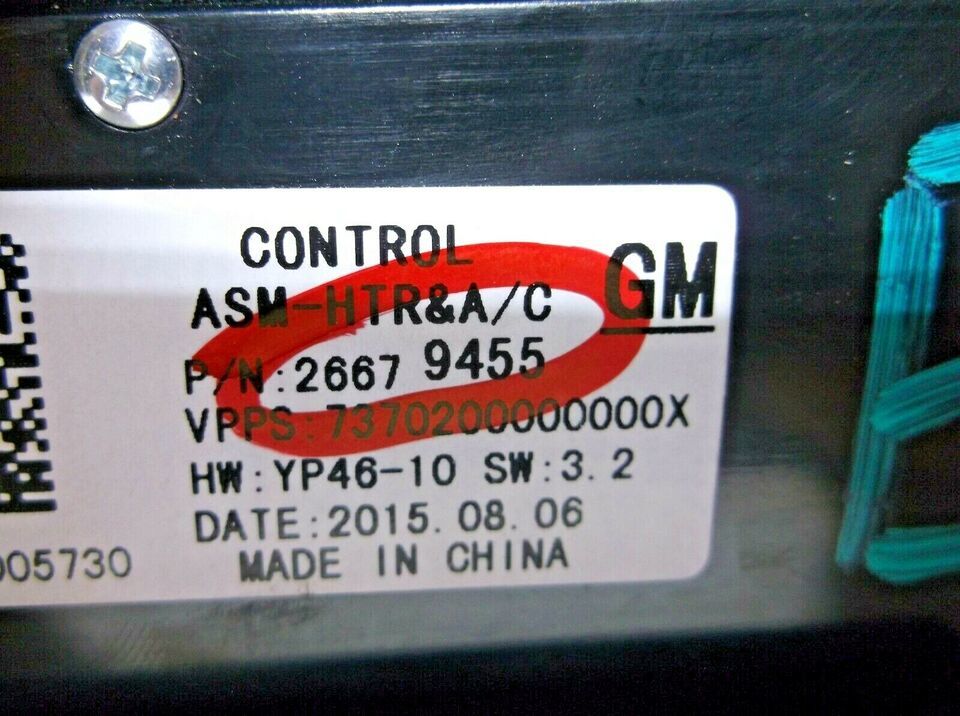 CONTROL
GM
ASM-HTR&A/C
P/N:2667 9455
VPPS:7370200000000X
HW:YP46-10 SW:3.2
DATE:2015.08.06
MADE IN CHINA
005730